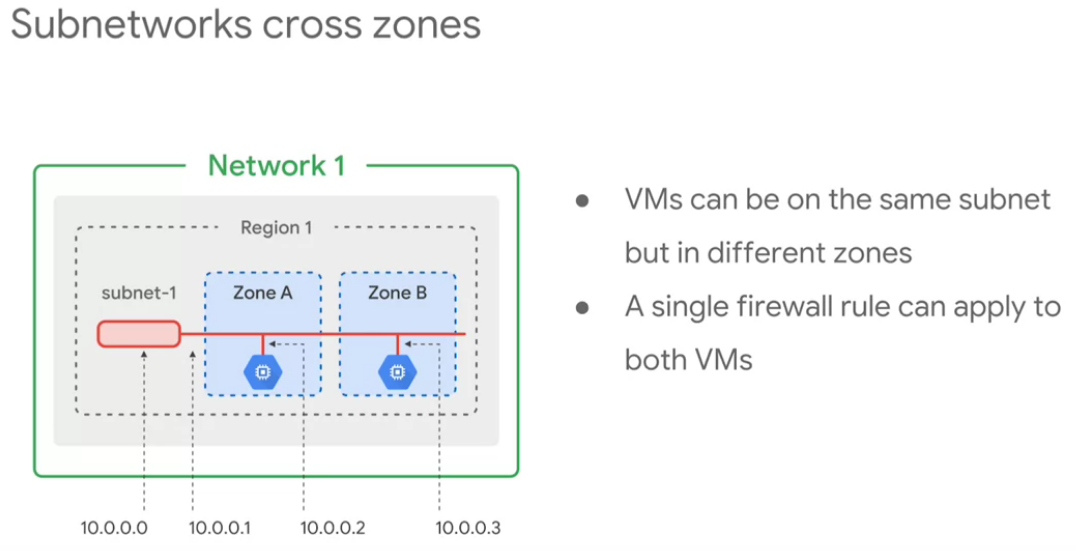 Subnetworks cross zones
Network 1
Region 1
subnet-1
Zone A
Zone B
10.0.0.0
10.0.0.1
10.0.0.2
10.0.0.3
● VMs can be on the same subnet
but in different zones
● A single firewall rule can apply to
both VMs